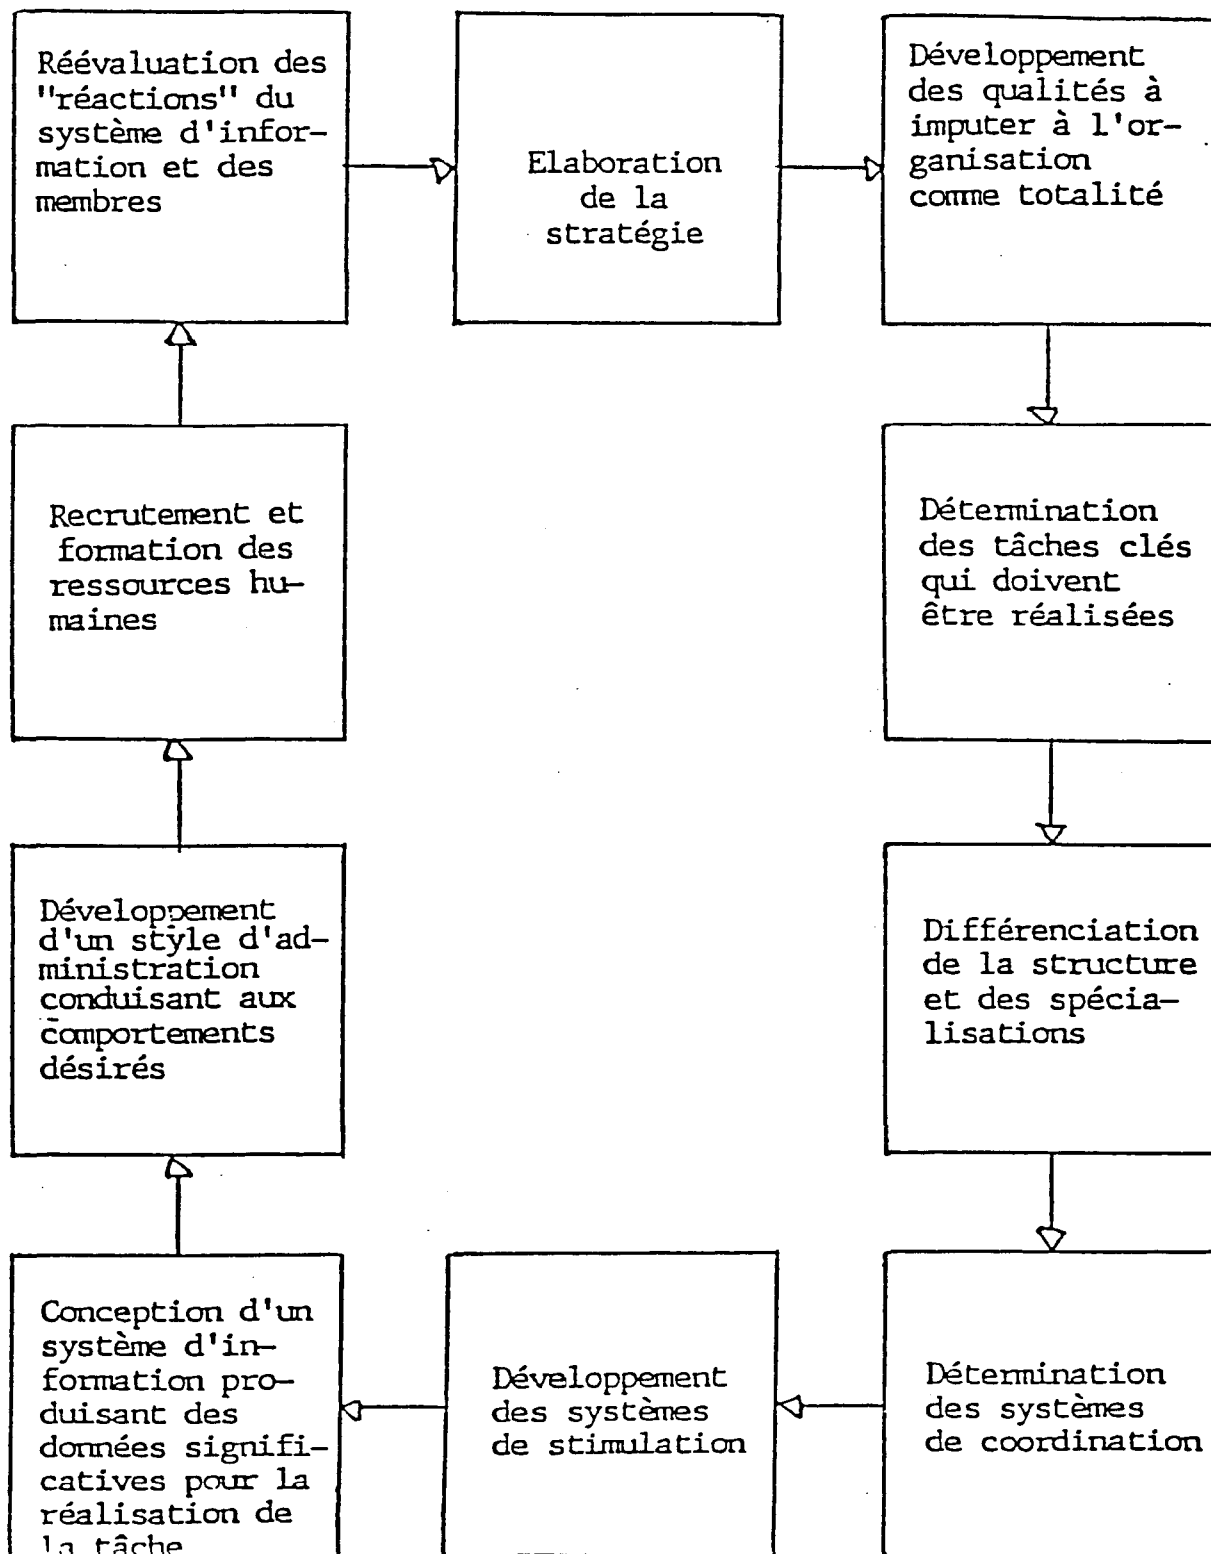 Réévaluation des
"réactions" du
système d'infor-
mation et des
membres
Elaboration
de la
stratégie
Développement
des qualités à
imputer à l'or-
ganisation
comme totalité
Recrutement et
formation des
ressources hu-
maines
Détermination
des tâches clés
qui doivent
être réalisées
Développement
d'un style d'ad-
ministration
conduisant aux
comportements
désirés
Différenciation
de la structure
et des spécia-
lisations
Conception d'un
système d'in-
formation pro-
duisant des
données signifi-
catives pour la
réalisation de
la tâche
Développement
des systèmes
de stimulation
Détermination
des systèmes
de coordination